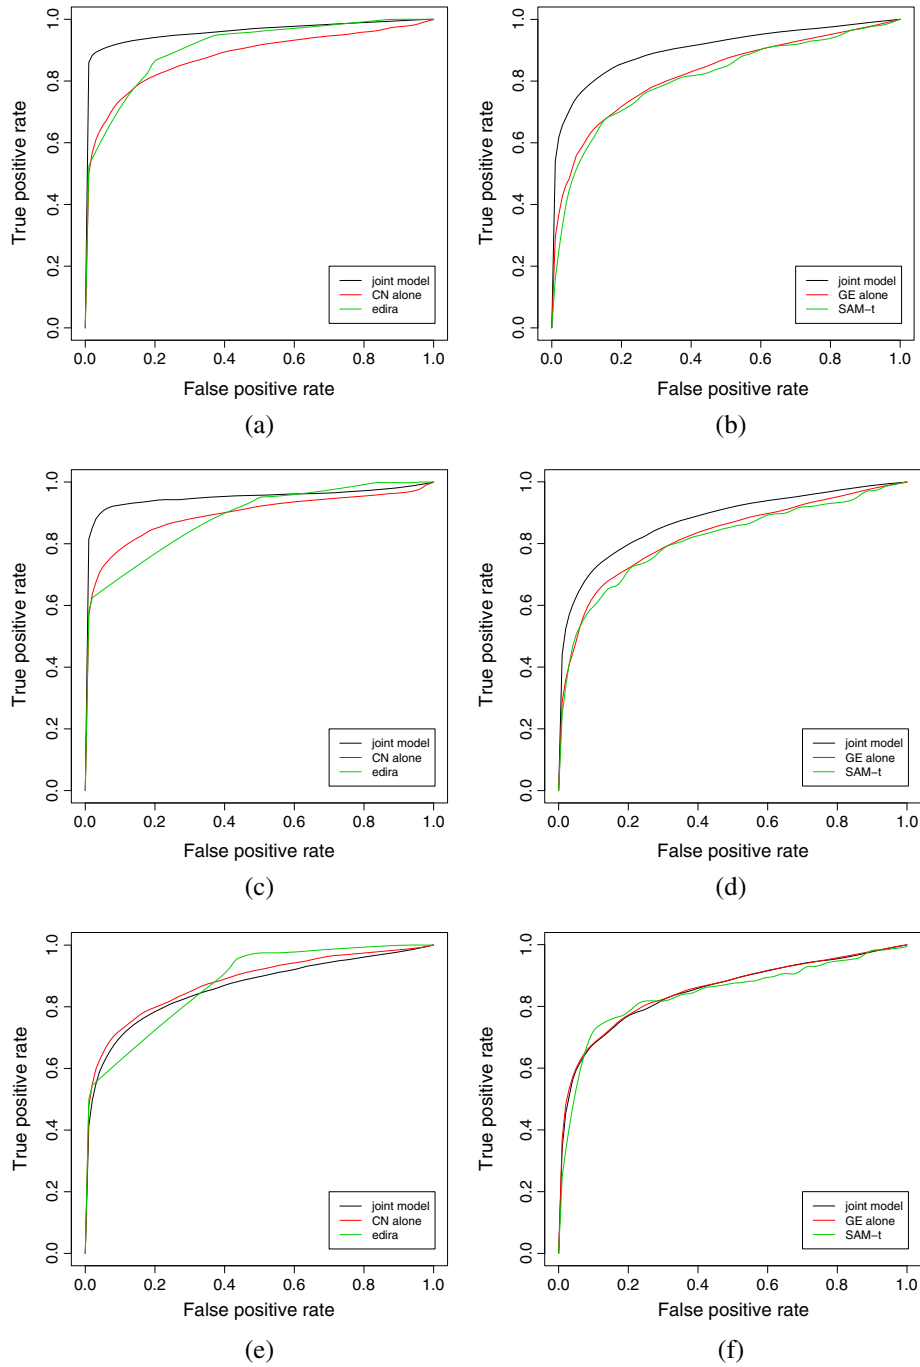 True positive rate
0.0 0.2 0.4 0.6 0.8 1.0
joint model
CN alone
edira
0.0 0.2 0.4 0.6 0.8 1.0
False positive rate
(a)
True positive rate
0.0 0.2 0.4 0.6 0.8 1.0
joint model
GE alone
SAM−t
0.0 0.2 0.4 0.6 0.8 1.0
False positive rate
(b)
True positive rate
0.0 0.2 0.4 0.6 0.8 1.0
joint model
CN alone
edira
0.0 0.2 0.4 0.6 0.8 1.0
False positive rate
(c)
True positive rate
0.0 0.2 0.4 0.6 0.8 1.0
joint model
GE alone
SAM−t
0.0 0.2 0.4 0.6 0.8 1.0
False positive rate
(d)
True positive rate
0.0 0.2 0.4 0.6 0.8 1.0
joint model
CN alone
edira
0.0 0.2 0.4 0.6 0.8 1.0
False positive rate
(e)
True positive rate
0.0 0.2 0.4 0.6 0.8 1.0
joint model
GE alone
SAM−t
0.0 0.2 0.4 0.6 0.8 1.0
False positive rate
(f)